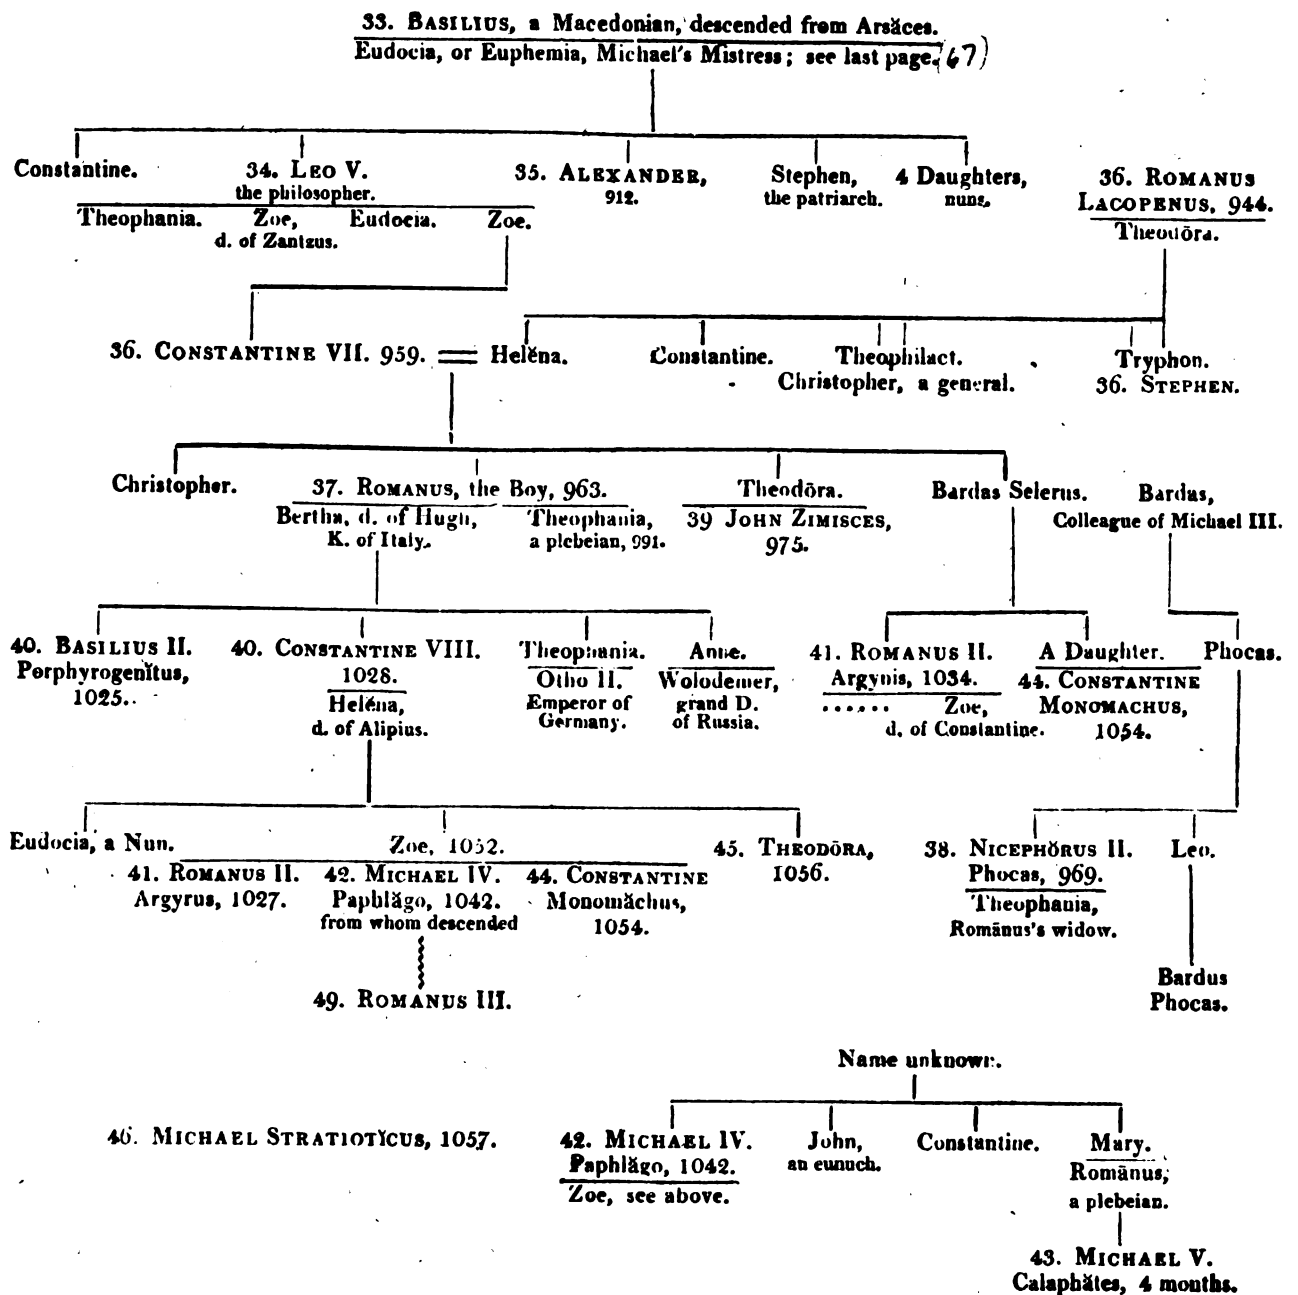 33. BASILIUS, a Macedonian, descended from Arsăces.
Eudocia, or Euphemia, Michael's Mistress; see last page. (67)
Constantine.
34. LEO V.
the philosopher.
35. ALEXANDER,
912.
Stephen,
the patriarch.
4 Daughters,
nuns.
36. ROMANUS
LACOPENUS, 944.
Theodōra.
Theophania.
Zoe,
d. of Zantzus.
Eudocia.
Zoe.
36. CONSTANTINE VII. 959.
Helĕna.
Constantine.
Theophilact.
Christopher, a general.
Tryphon.
36. STEPHEN.
Christopher.
37. ROMANUS, the Boy, 963.
Bertha, d. of Hugh,
K. of Italy.
Theophania,
a plebeian, 991.
Theodōra.
39 JOHN ZIMISCES,
975.
Bardas Selerus.
Bardas,
Colleague of Michael III.
40. BASILIUS II.
Porphyrogenĭtus,
1025.
40. CONSTANTINE VIII.
1028.
Helĕna,
d. of Alipius.
Theophania.
Otho II.
Emperor of
Germany.
Anne.
Wolodemer,
grand D.
of Russia.
41. ROMANUS II.
Argynis, 1034.
...... Zoe,
d. of Constantine.
A Daughter.
44. CONSTANTINE
MONOMACHUS,
1054.
Phocas.
Eudocia, a Nun.
Zoe, 1052.
41. ROMANUS II.
Argyrus, 1027.
42. MICHAEL IV.
Paphlăgo, 1042.
from whom descended
44. CONSTANTINE
Monomăchus,
1054.
45. THEODŌRA,
1056.
38. NICEPHŎRUS II.
Phocas, 969.
Theophania,
Romānus's widow.
Leo.
49. ROMANUS III.
Bardus
Phocas.
Name unknown.
46. MICHAEL STRATIOTĬCUS, 1057.
42. MICHAEL IV.
Paphlăgo, 1042.
Zoe, see above.
John,
an eunuch.
Constantine.
Mary.
Romānus,
a plebeian.
43. MICHAEL V.
Calaphătes, 4 months.